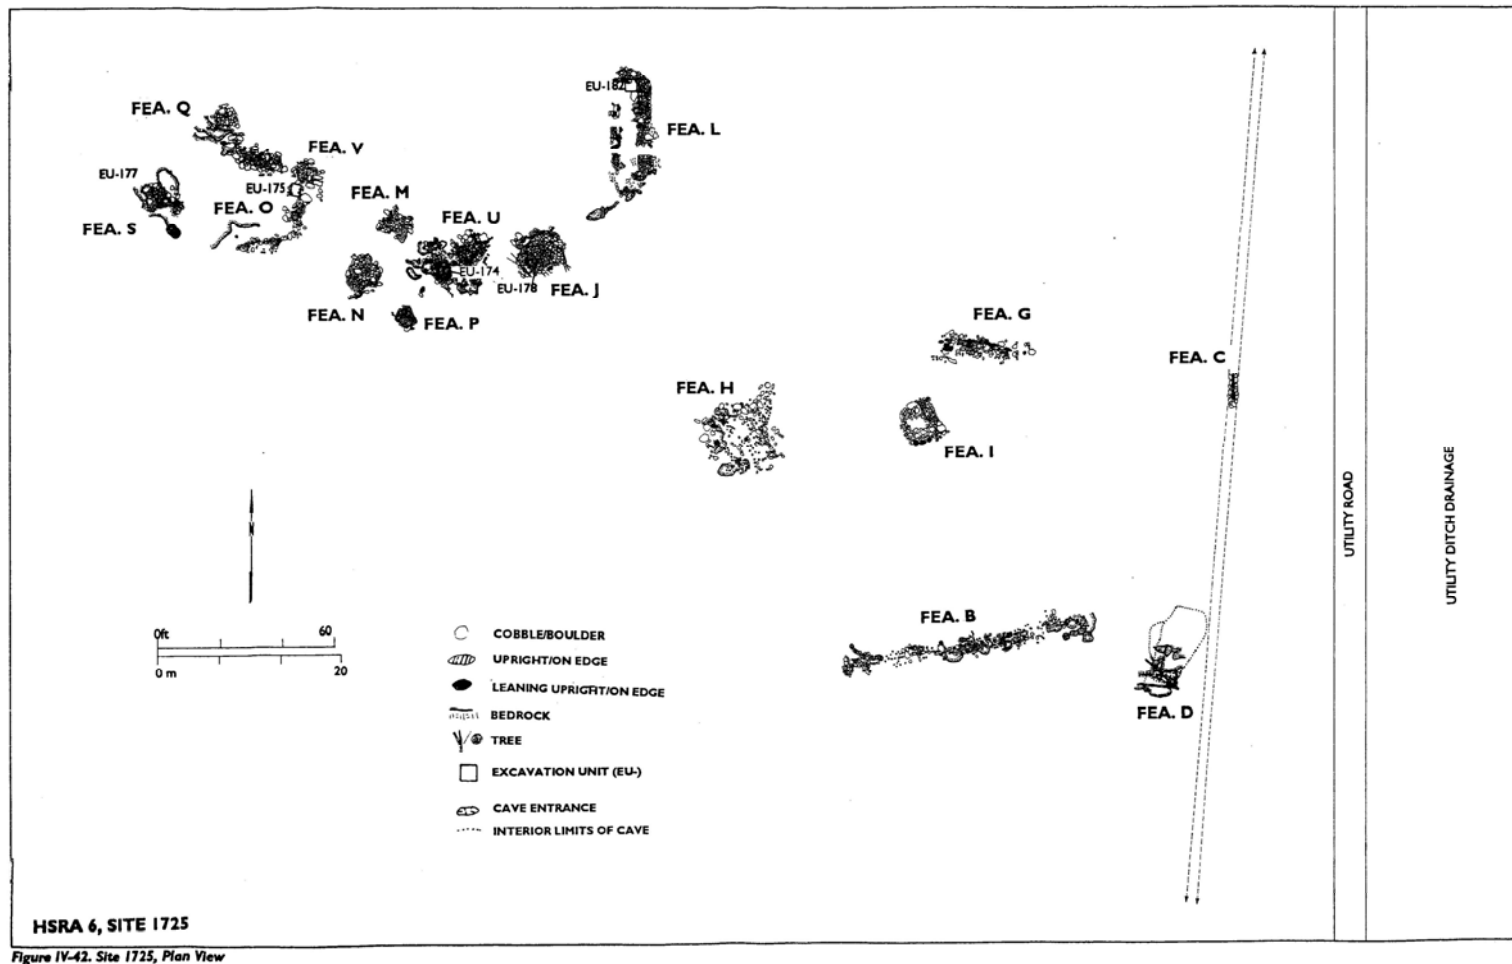 EU-182
FEA. Q
FEA. L
FEA. V
EU-177
EU-175
FEA. M
FEA. O
FEA. U
FEA. S
EU-174
EU-178
FEA. J
FEA. N
FEA. P
FEA. G
FEA. C
FEA. H
FEA. I
N
UTILITY ROAD
UTILITY DITCH DRAINAGE
FEA. B
FEA. D
0ft 60
0 m 20
COBBLE/BOULDER
UPRIGHT/ON EDGE
LEANING UPRIGHT/ON EDGE
BEDROCK
TREE
EXCAVATION UNIT (EU-)
CAVE ENTRANCE
INTERIOR LIMITS OF CAVE
HSRA 6, SITE 1725
Figure IV-42. Site 1725, Plan View